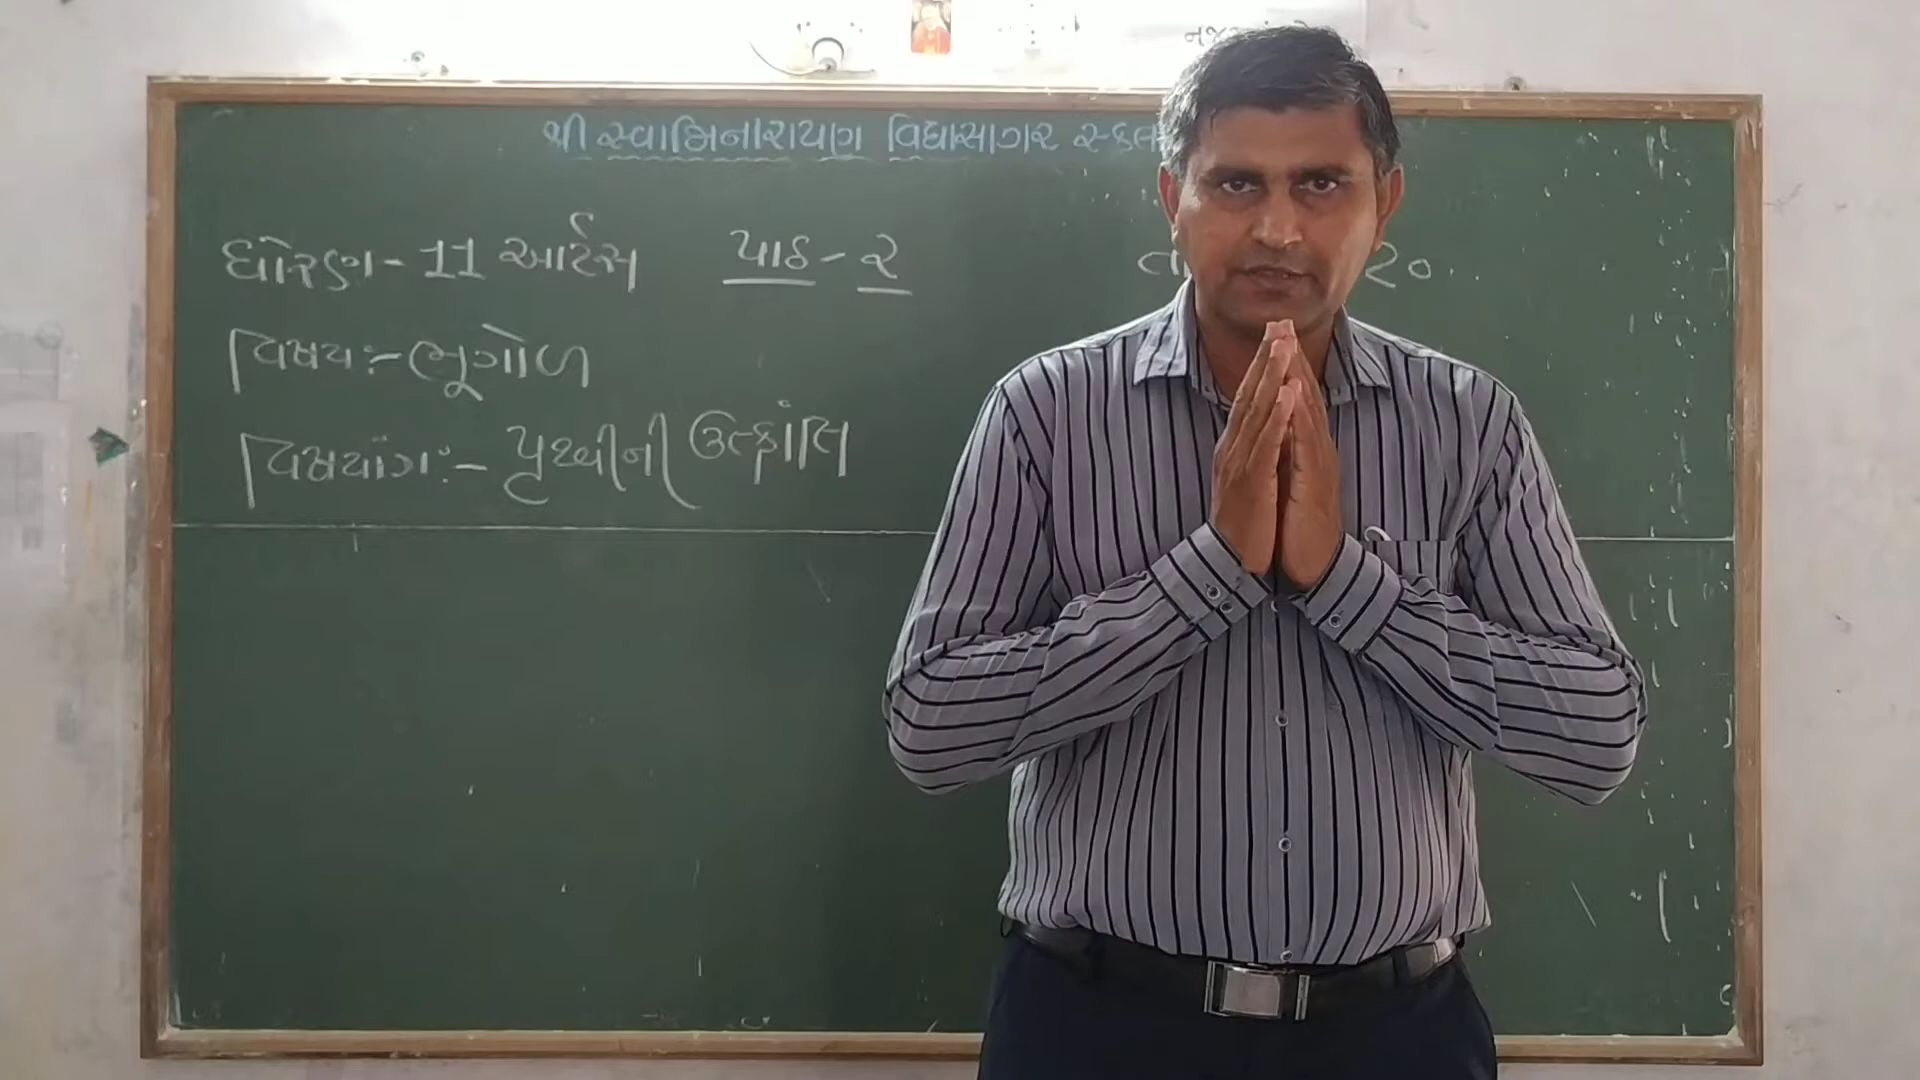 શ્રી સ્વામિનારાયણ વિદ્યાસાગર સ્કૂલ
ધોરણ - 11 આર્ટસ પાઠ - ૨
વિષય :- ભૂગોળ
વિષયાંગ :- પૃથ્વીની ઉત્ક્રાંતિ